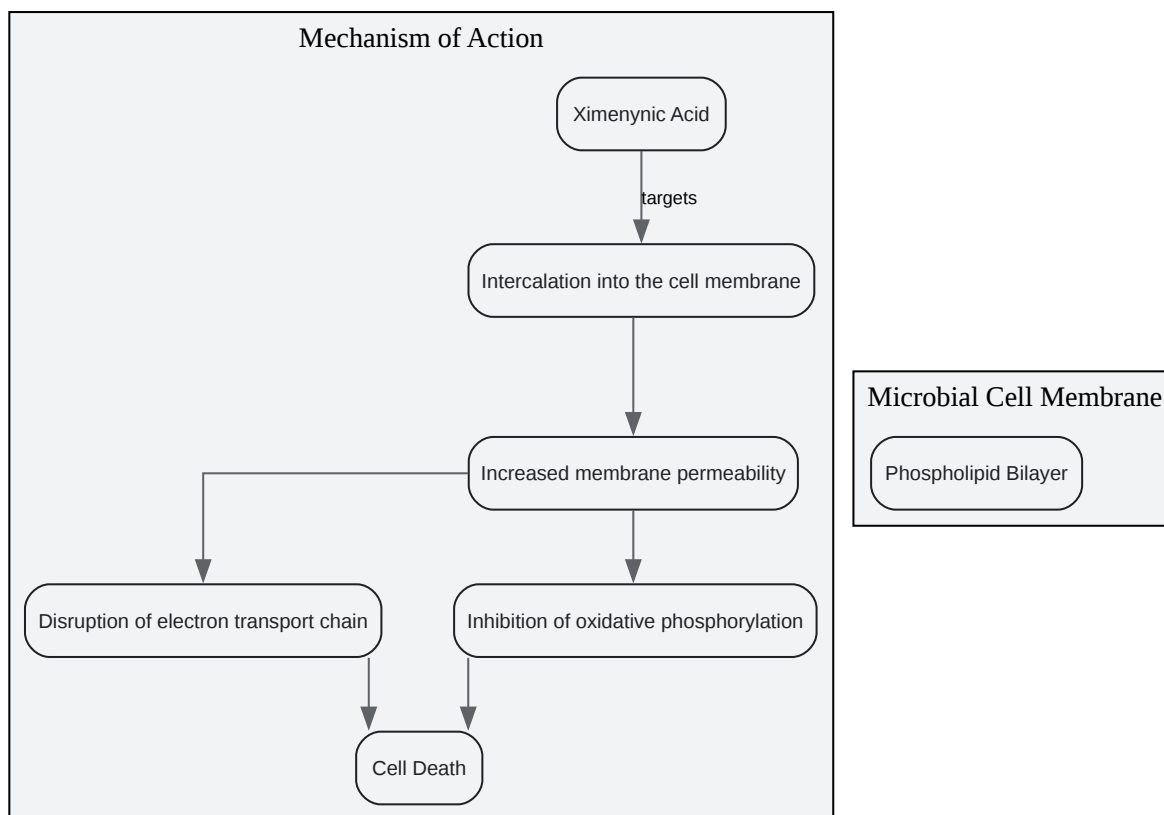 Mechanism of Action
Ximenynic Acid
targets
Intercalation into the cell membrane
Increased membrane permeability
Disruption of electron transport chain
Inhibition of oxidative phosphorylation
Cell Death
Microbial Cell Membrane
Phospholipid Bilayer